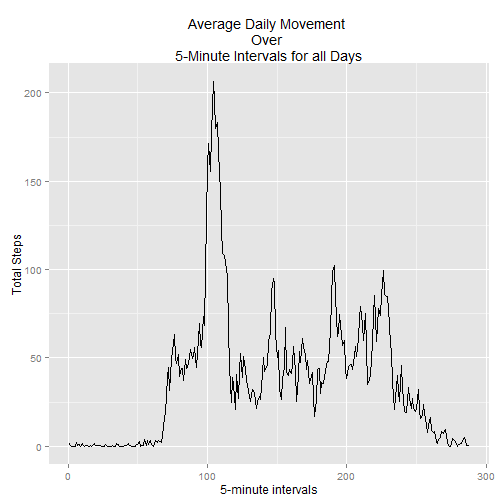 Average Daily Movement
Over
5-Minute Intervals for all Days
Total Steps
200
150
100
50
0
0 100 200 300
5-minute intervals